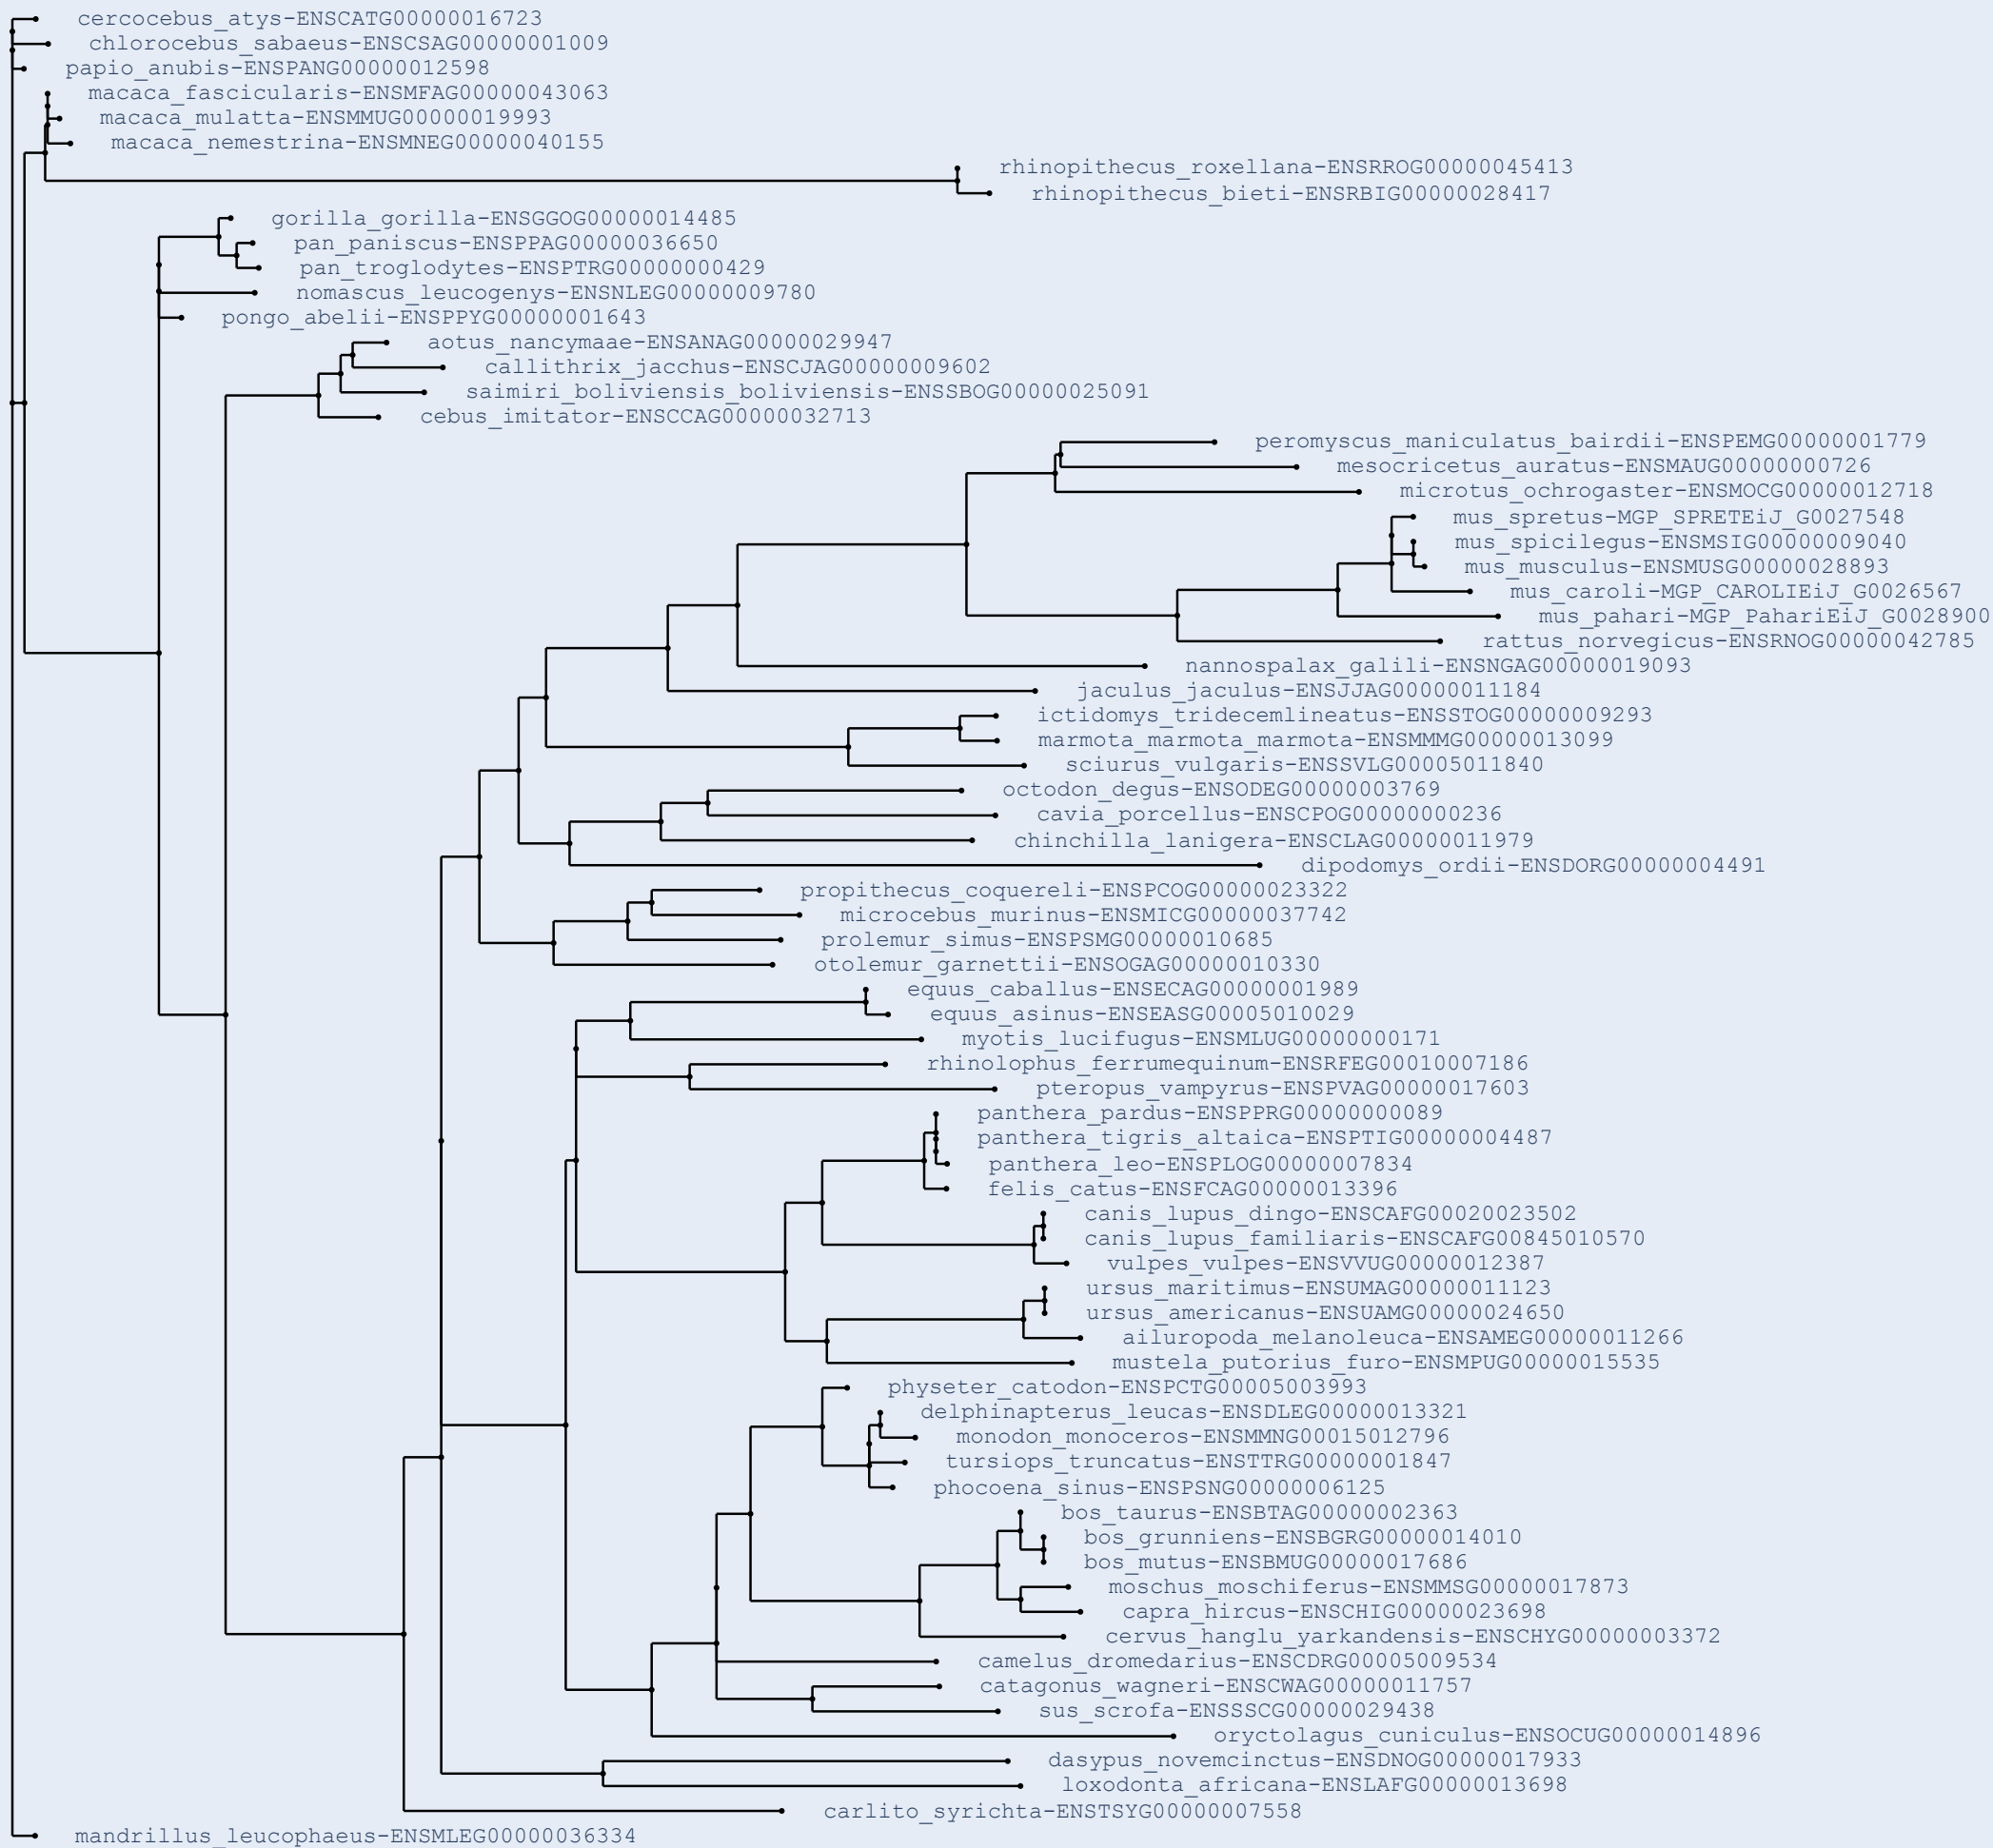 cercocebus_atys-ENSCATG00000016723
chlorocebus_sabaeus-ENSCSAG00000001009
papio_anubis-ENSPANG00000012598
macaca_fascicularis-ENSMFAG00000043063
macaca_mulatta-ENSMMUG00000019993
macaca_nemestrina-ENSMNEG00000040155
rhinopithecus_roxellana-ENSRROG00000045413
rhinopithecus_bieti-ENSRBIG00000028417
gorilla_gorilla-ENSGGOG00000014485
pan_paniscus-ENSPPAG00000036650
pan_troglodytes-ENSPTRG00000000429
nomascus_leucogenys-ENSNLEG00000009780
pongo_abelii-ENSPPYG00000001643
aotus_nancymaae-ENSANAG00000029947
callithrix_jacchus-ENSCJAG00000009602
saimiri_boliviensis_boliviensis-ENSSBOG00000025091
cebus_imitator-ENSCCAG00000032713
peromyscus_maniculatus_bairdii-ENSPEMG00000001779
mesocricetus_auratus-ENSMAUG00000000726
microtus_ochrogaster-ENSMOCG00000012718
mus_spretus-MGP_SPRETEiJ_G0027548
mus_spicilegus-ENSMSIG00000009040
mus_musculus-ENSMUSG00000028893
mus_caroli-MGP_CAROLIEiJ_G0026567
mus_pahari-MGP_PahariEiJ_G0028900
rattus_norvegicus-ENSRNOG00000042785
nannospalax_galili-ENSNGAG00000019093
jaculus_jaculus-ENSJJAG00000011184
ictidomys_tridecemlineatus-ENSSTOG00000009293
marmota_marmota_marmota-ENSMMMG00000013099
sciurus_vulgaris-ENSSVLG00005011840
octodon_degus-ENSODEG00000003769
cavia_porcellus-ENSCPOG00000000236
chinchilla_lanigera-ENSCLAG00000011979
dipodomys_ordii-ENSDORG00000004491
propithecus_coquereli-ENSPCOG00000023322
microcebus_murinus-ENSMICG00000037742
prolemur_simus-ENSPSMG00000010685
otolemur_garnettii-ENSOGAG00000010330
equus_caballus-ENSECAG00000001989
equus_asinus-ENSEASG00005010029
myotis_lucifugus-ENSMLUG00000000171
rhinolophus_ferrumequinum-ENSRFEG00010007186
pteropus_vampyrus-ENSPVAG00000017603
panthera_pardus-ENSPPRG00000000089
panthera_tigris_altaica-ENSPTIG00000004487
panthera_leo-ENSPLOG00000007834
felis_catus-ENSFCAG00000013396
canis_lupus_dingo-ENSCAFG00020023502
canis_lupus_familiaris-ENSCAFG00845010570
vulpes_vulpes-ENSVVUG00000012387
ursus_maritimus-ENSUMAG00000011123
ursus_americanus-ENSUAMG00000024650
ailuropoda_melanoleuca-ENSAMEG00000011266
mustela_putorius_furo-ENSMPUG00000015535
physeter_catodon-ENSPCTG00005003993
delphinapterus_leucas-ENSDLEG00000013321
monodon_monoceros-ENSMMNG00015012796
tursiops_truncatus-ENSTTRG00000001847
phocoena_sinus-ENSPSNG00000006125
bos_taurus-ENSBTAG00000002363
bos_grunniens-ENSBGRG00000014010
bos_mutus-ENSBMUG00000017686
moschus_moschiferus-ENSMMSG00000017873
capra_hircus-ENSCHIG00000023698
cervus_hanglu_yarkandensis-ENSCHYG00000003372
camelus_dromedarius-ENSCDRG00005009534
catagonus_wagneri-ENSCWAG00000011757
sus_scrofa-ENSSSCG00000029438
oryctolagus_cuniculus-ENSOCUG00000014896
dasypus_novemcinctus-ENSDNOG00000017933
loxodonta_africana-ENSLAFG00000013698
carlito_syrichta-ENSTSYG00000007558
mandrillus_leucophaeus-ENSMLEG00000036334